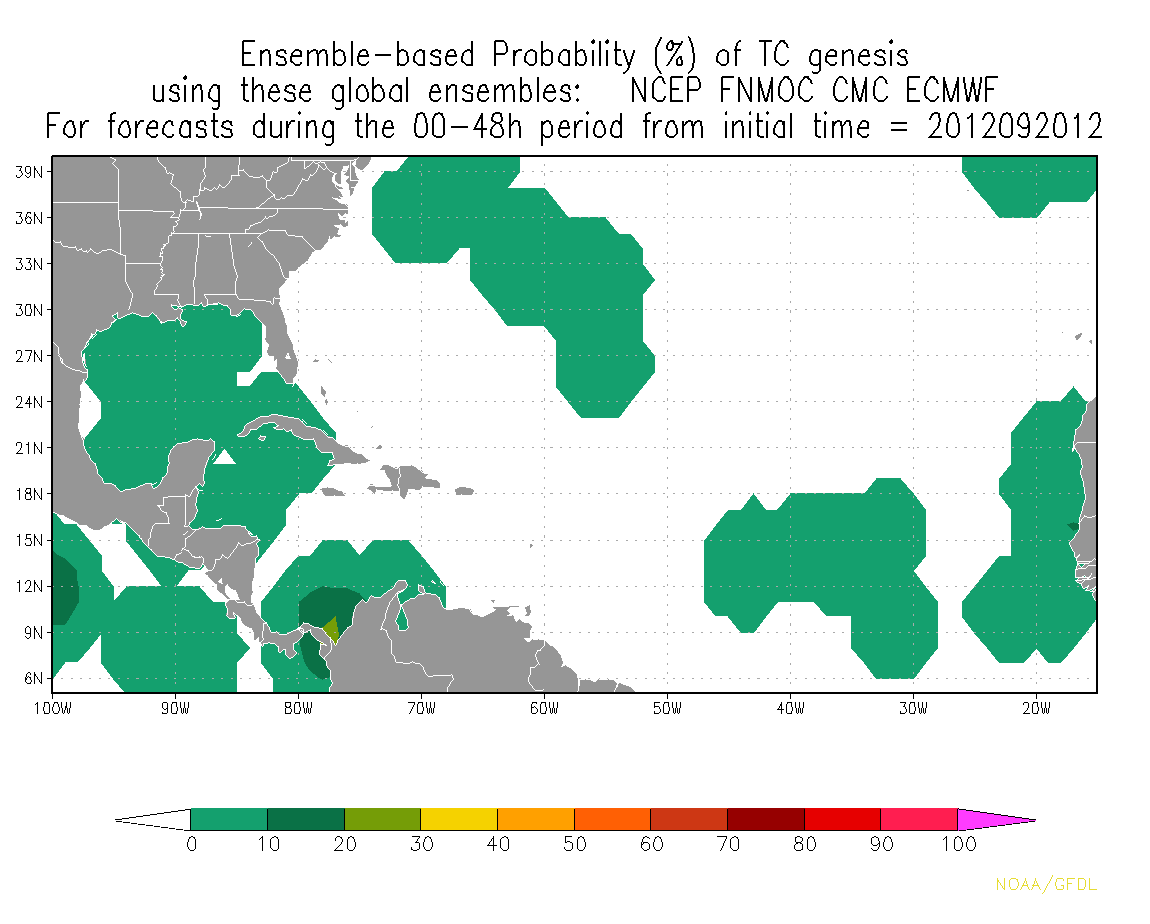 Ensemble-based Probability (%) of TC genesis
using these global ensembles: NCEP FNMOC CMC ECMWF
For forecasts during the 00-48h period from initial time = 2012092012
39N
36N
33N
30N
27N
24N
21N
18N
15N
12N
9N
6N
100W 90W 80W 70W 60W 50W 40W 30W 20W
0 10 20 30 40 50 60 70 80 90 100
NOAA/GFDL